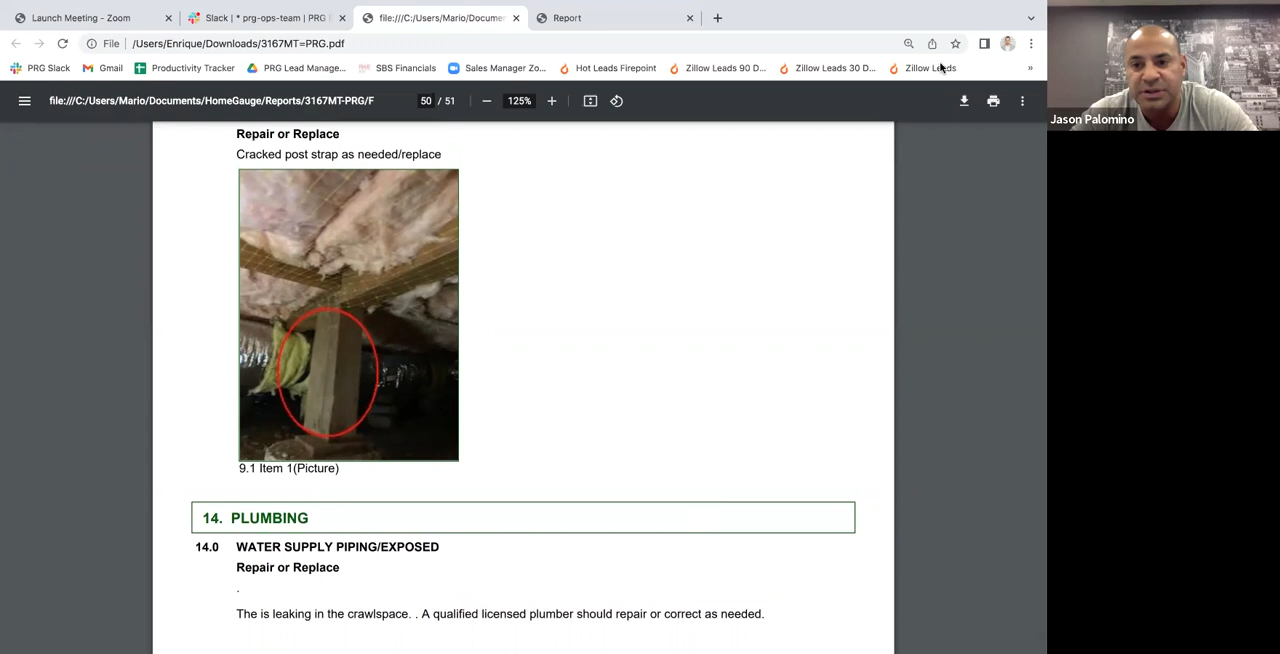 Launch Meeting - Zoom
Slack | * prg-ops-team | PRG
file:///C:/Users/Mario/Docume
Report
File
/Users/Enrique/Downloads/3167MT=PRG.pdf
PRG Slack
Gmail
Productivity Tracker
PRG Lead Manage...
SBS Financials
Sales Manager Zo...
Hot Leads Firepoint
Zillow Leads 90 D...
Zillow Leads 30 D...
Zillow Leads
»
file:///C:/Users/Mario/Documents/HomeGauge/Reports/3167MT-PRG/F
50 / 51
125%
Jason Palomino
Repair or Replace
Cracked post strap as needed/replace
9.1 Item 1(Picture)
14. PLUMBING
14.0 WATER SUPPLY PIPING/EXPOSED
Repair or Replace
.
The is leaking in the crawlspace. . A qualified licensed plumber should repair or correct as needed.